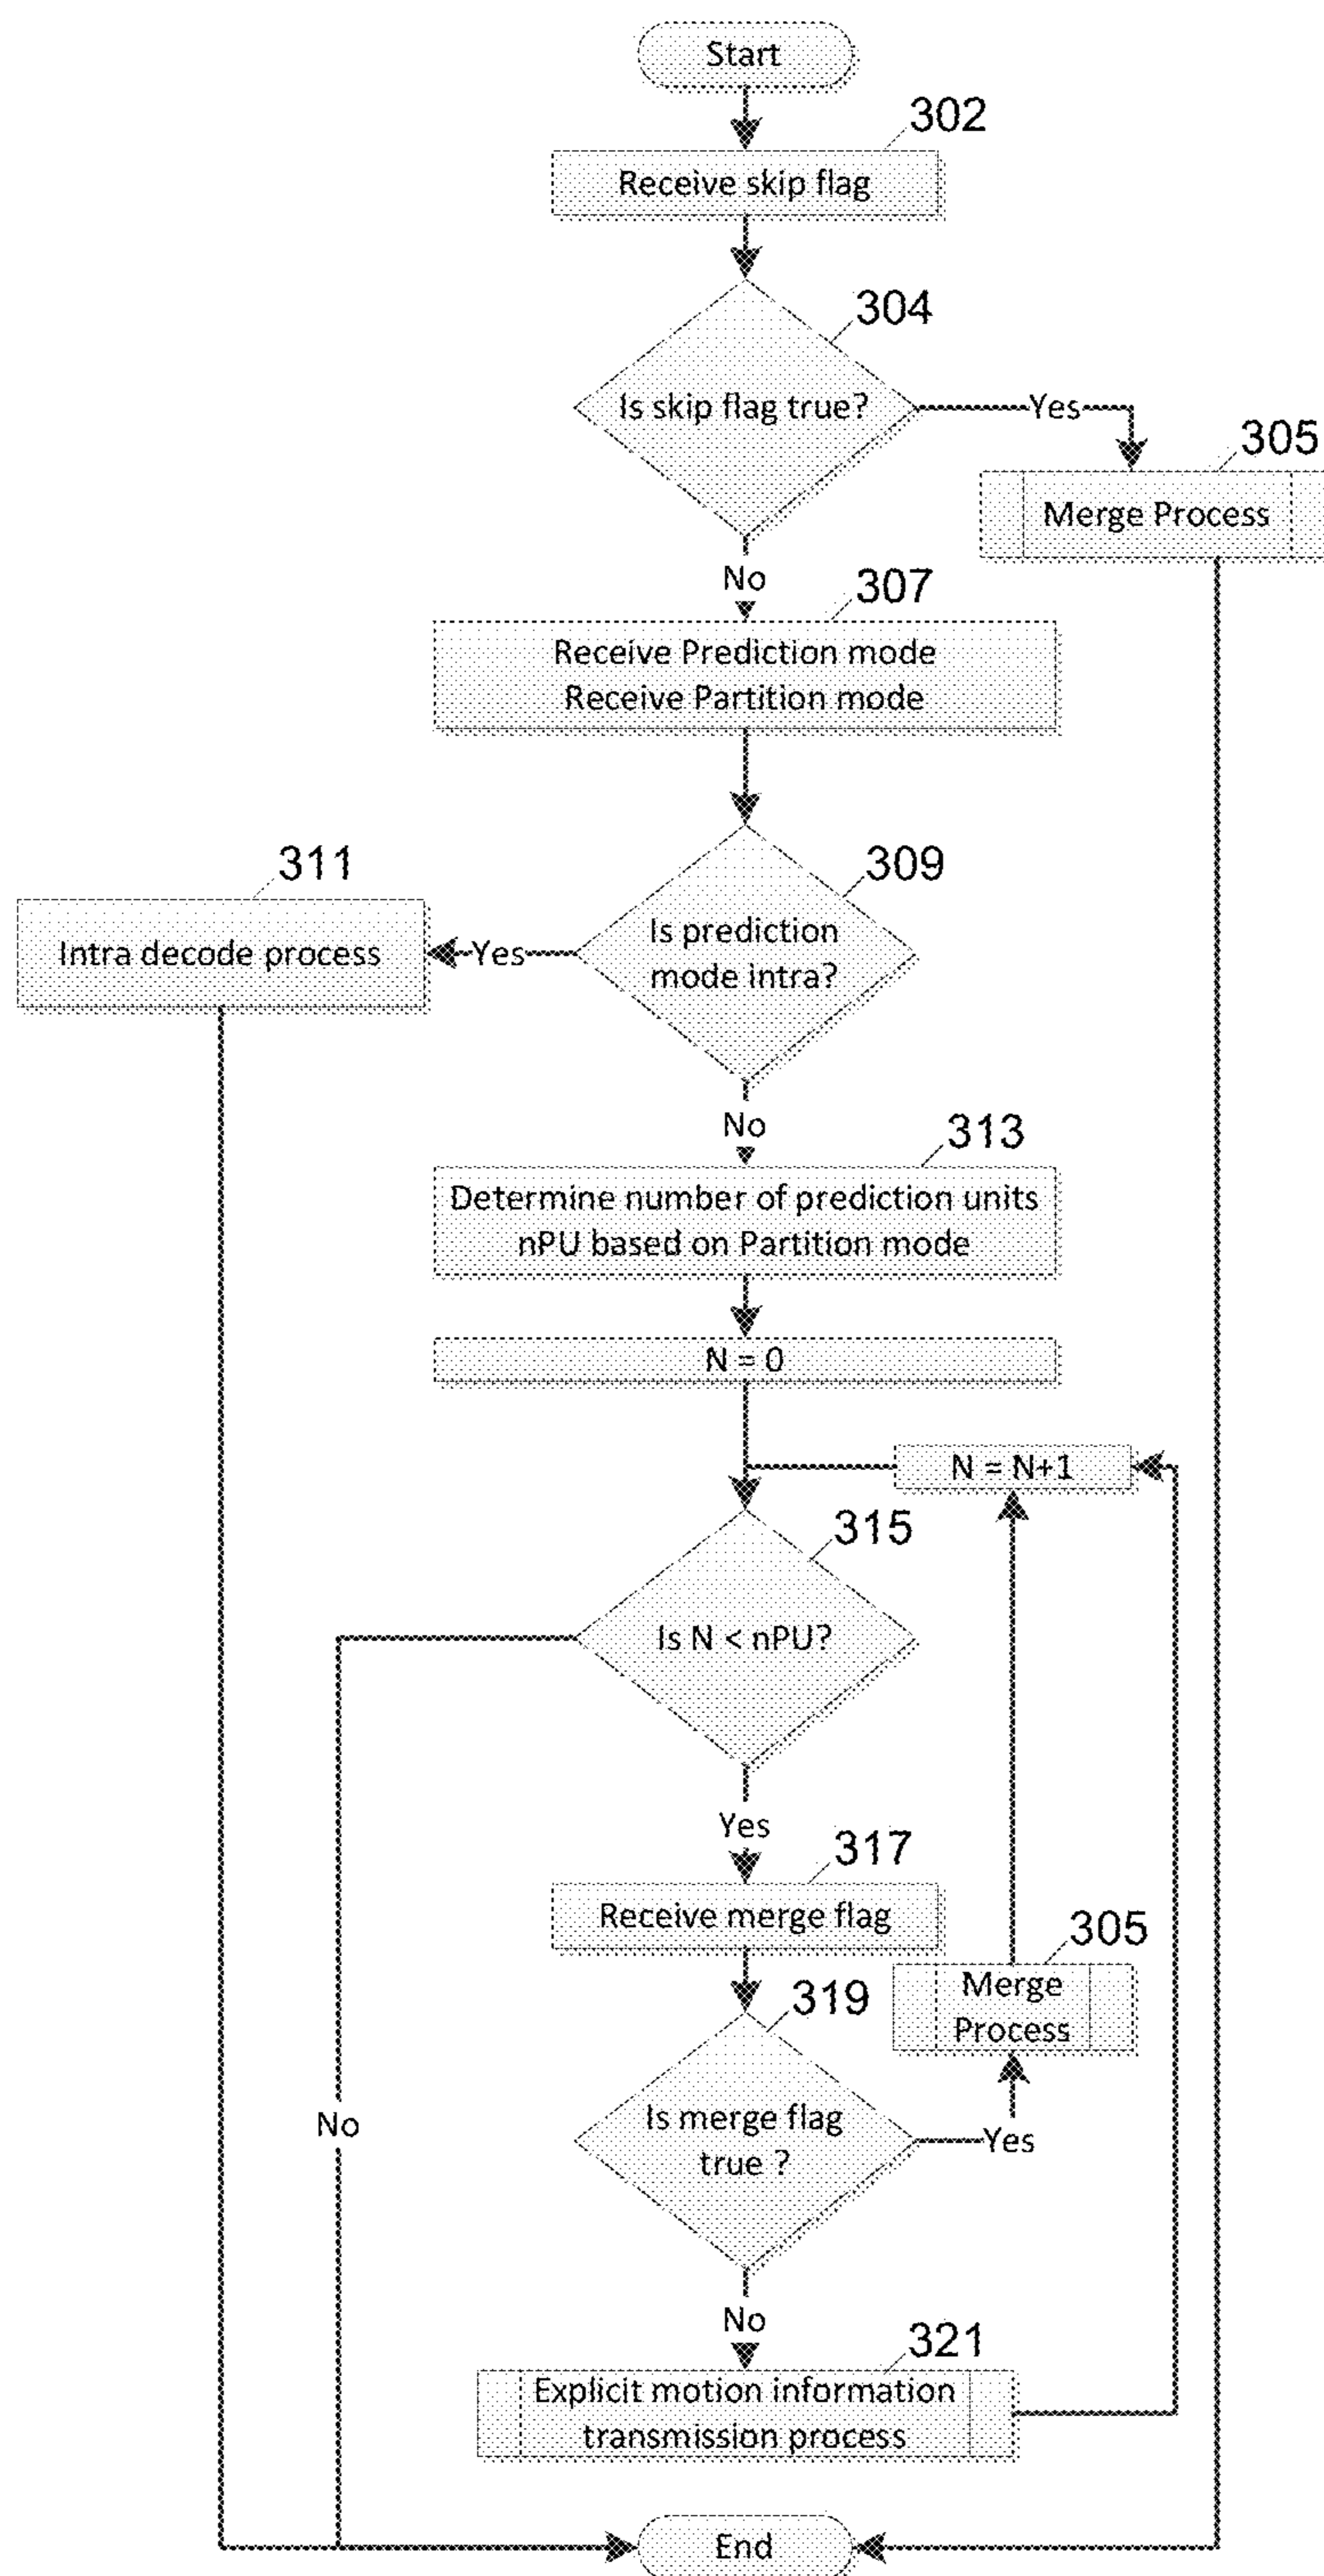 Start
302
Receive skip flag
304
Is skip flag true?
Yes
305
Merge Process
No
307
Receive Prediction mode
Receive Partition mode
309
311
Is prediction
mode intra?
Yes
Intra decode process
No
313
Determine number of prediction units
nPU based on Partition mode
N = 0
N = N+1
315
Is N < nPU?
Yes
317
Receive merge flag
305
Merge
Process
319
Is merge flag
true ?
Yes
No
No
321
Explicit motion information
transmission process
End